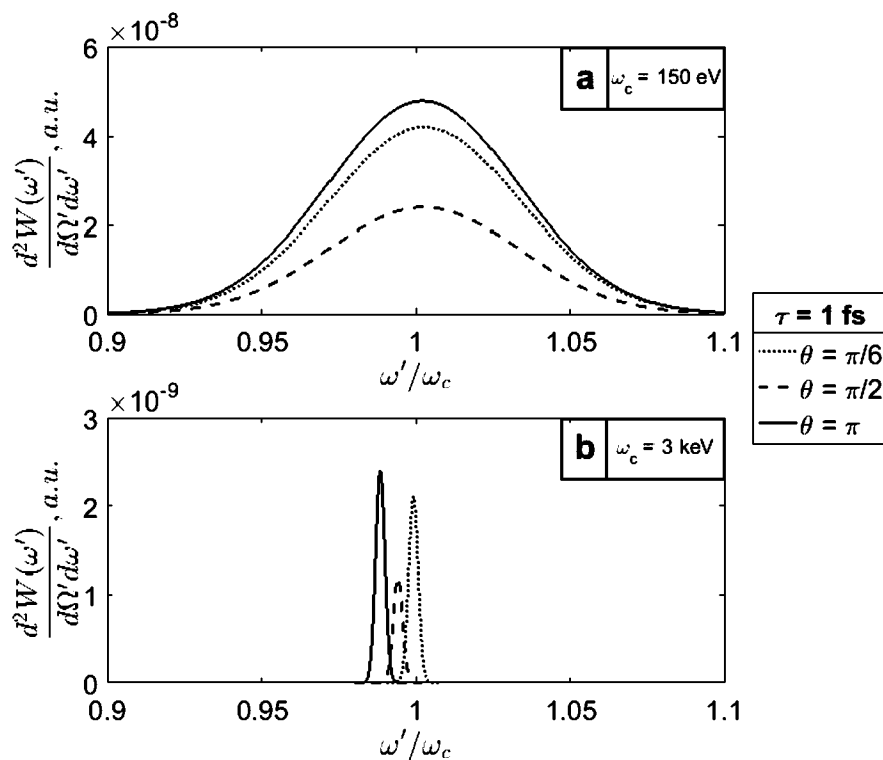 ×10⁻⁸
6
4
2
0
d²W(ω′)/dΩ′dω′, a.u.
a ω_c = 150 eV
0.9 0.95 1 1.05 1.1
ω′/ω_c
×10⁻⁹
3
2
1
0
d²W(ω′)/dΩ′dω′, a.u.
b ω_c = 3 keV
0.9 0.95 1 1.05 1.1
ω′/ω_c
τ = 1 fs
θ = π/6
θ = π/2
θ = π